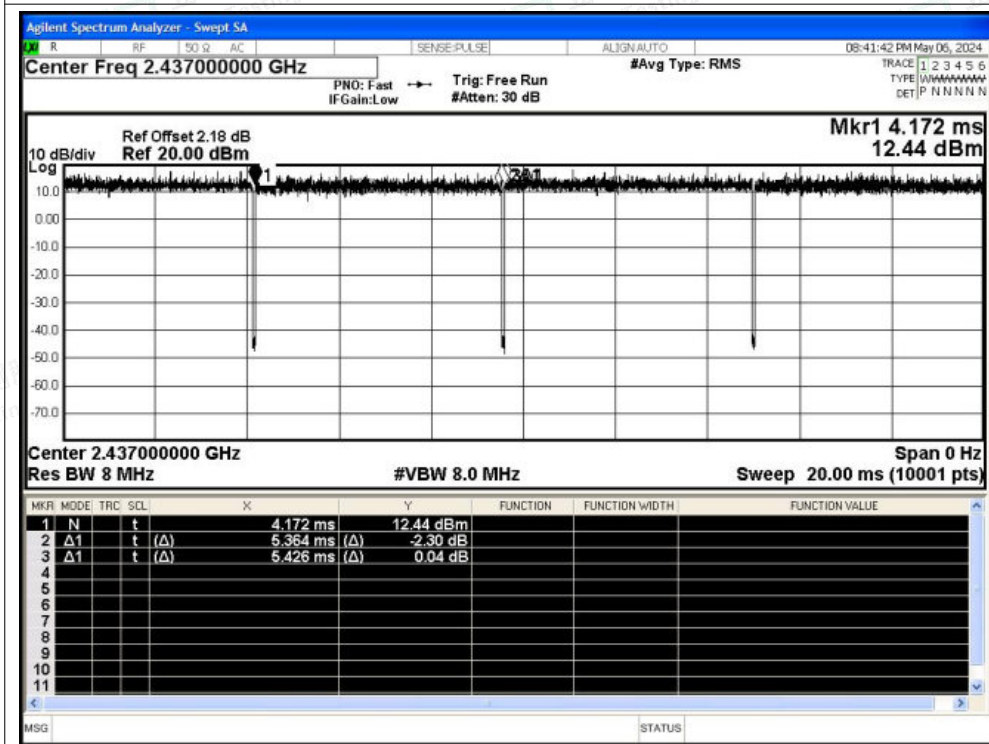 Agilent Spectrum Analyzer - Swept SA
R RF 50 Ω AC SENSE:PULSE ALIGN AUTO 08:41:42 PM May 06, 2024
Center Freq 2.437000000 GHz #Avg Type: RMS TRACE 1 2 3 4 5 6
PNO: Fast Trig: Free Run TYPE
IFGain:Low #Atten: 30 dB DET P N N N N N
Mkr1 4.172 ms
Ref Offset 2.18 dB
10 dB/div Ref 20.00 dBm 12.44 dBm
Log
1
10.0
0.00
-10.0
-20.0
-30.0
-40.0
-50.0
-60.0
-70.0
Center 2.437000000 GHz Span 0 Hz
Res BW 8 MHz #VBW 8.0 MHz Sweep 20.00 ms (10001 pts)
MKR MODE TRC SCL X Y FUNCTION FUNCTION WIDTH FUNCTION VALUE
1 N t 4.172 ms 12.44 dBm
2 Δ1 t (Δ) 5.364 ms (Δ) -2.30 dB
3 Δ1 t (Δ) 5.426 ms (Δ) 0.04 dB
4
5
6
7
8
9
10
11
MSG STATUS